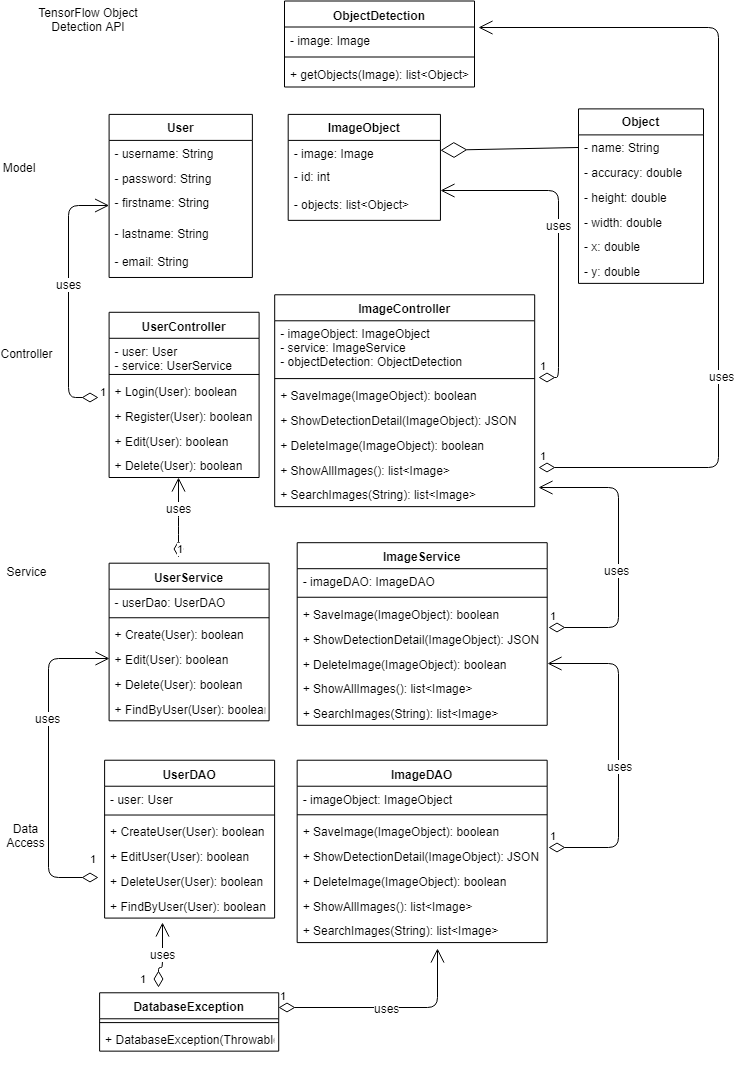 TensorFlow Object
Detection API
ObjectDetection
- image: Image
+ getObjects(Image): list<Object>
Model
User
- username: String
- password: String
- firstname: String
- lastname: String
- email: String
ImageObject
- image: Image
- id: int
- objects: list<Object>
Object
- name: String
- accuracy: double
- height: double
- width: double
- x: double
- y: double
uses
uses
uses
Controller
UserController
- user: User
- service: UserService
+ Login(User): boolean
+ Register(User): boolean
+ Edit(User): boolean
+ Delete(User): boolean
1
ImageController
- imageObject: ImageObject
- service: ImageService
- objectDetection: ObjectDetection
+ SaveImage(ImageObject): boolean
+ ShowDetectionDetail(ImageObject): JSON
+ DeleteImage(ImageObject): boolean
+ ShowAllImages(): list<Image>
+ SearchImages(String): list<Image>
1
1
uses
1
uses
Service
UserService
- userDao: UserDAO
+ Create(User): boolean
+ Edit(User): boolean
+ Delete(User): boolean
+ FindByUser(User): boolea
ImageService
- imageDAO: ImageDAO
+ SaveImage(ImageObject): boolean
+ ShowDetectionDetail(ImageObject): JSON
+ DeleteImage(ImageObject): boolean
+ ShowAllImages(): list<Image>
+ SearchImages(String): list<Image>
1
uses
uses
Data
Access
UserDAO
- user: User
+ CreateUser(User): boolean
+ EditUser(User): boolean
+ DeleteUser(User): boolean
+ FindByUser(User): boolean
1
ImageDAO
- imageObject: ImageObject
+ SaveImage(ImageObject): boolean
+ ShowDetectionDetail(ImageObject): JSON
+ DeleteImage(ImageObject): boolean
+ ShowAllImages(): list<Image>
+ SearchImages(String): list<Image>
1
uses
1
DatabaseException
+ DatabaseException(Throwabl
1
uses